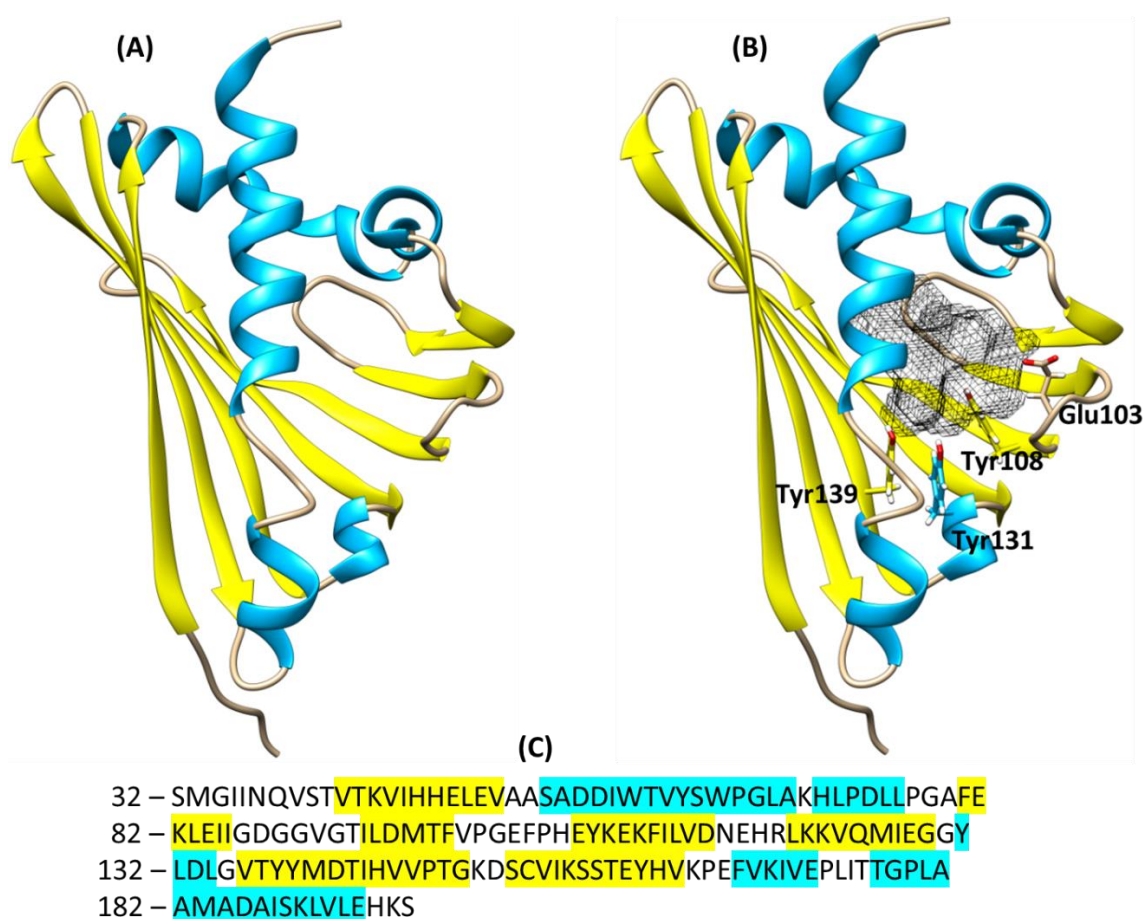 (A)
(B)
Glu103
Tyr108
Tyr139
Tyr131
(C)
32 – SMGIINQVSTVTKVIHHELEVAASADDIWTVYSWPGLAKHLPDLLPGAFE
82 – KLEIIGDGGVGTILDMTFVPGEFPHEYKEKFILVDNEHRLKKVQMIEGGY
132 – LDLGVTYYMDTIHVVPTGKDSCVIKSSTEYHVKPEFVKIVEPLITTGPLA
182 – AMADAISKLVLEHKS